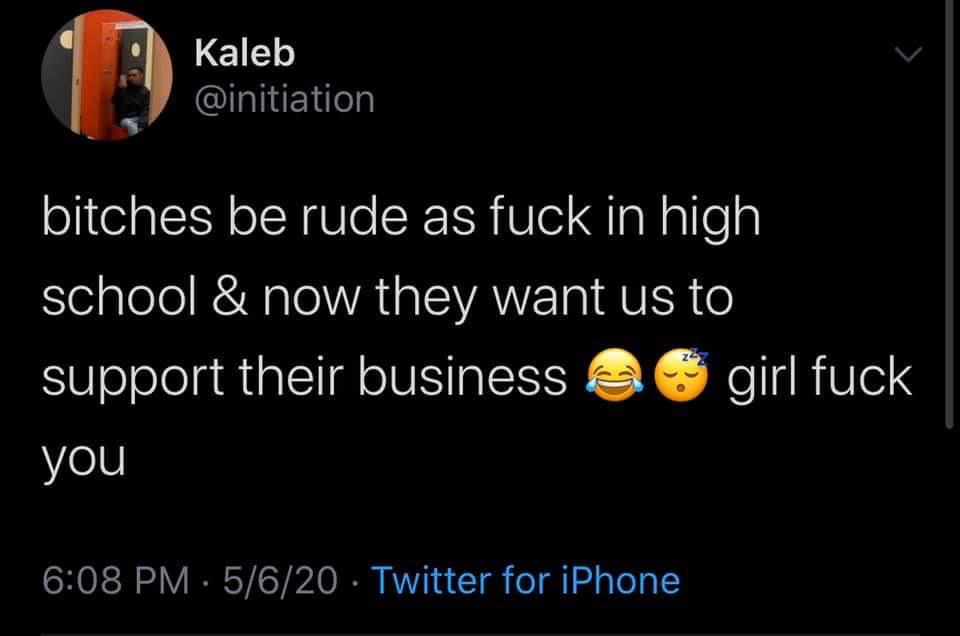 Kaleb
@initiation
bitches be rude as fuck in high
school & now they want us to
support their business 😂😴 girl fuck
you
6:08 PM · 5/6/20 · Twitter for iPhone